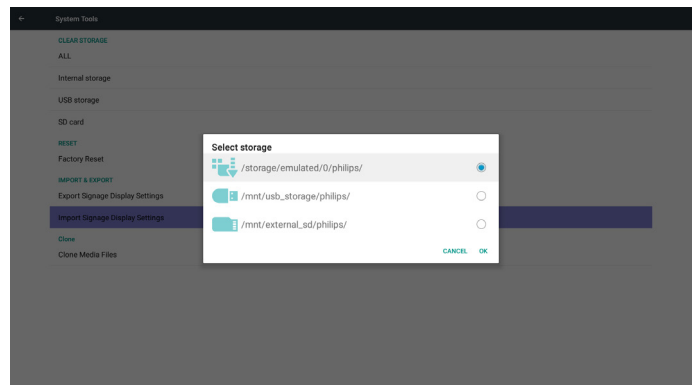 System Tools
CLEAR STORAGE
ALL
Internal storage
USB storage
SD card
RESET
Factory Reset
IMPORT & EXPORT
Export Signage Display Settings
Import Signage Display Settings
Clone
Clone Media Files
Select storage
/storage/emulated/0/philips/
/mnt/usb_storage/philips/
/mnt/external_sd/philips/
CANCEL OK